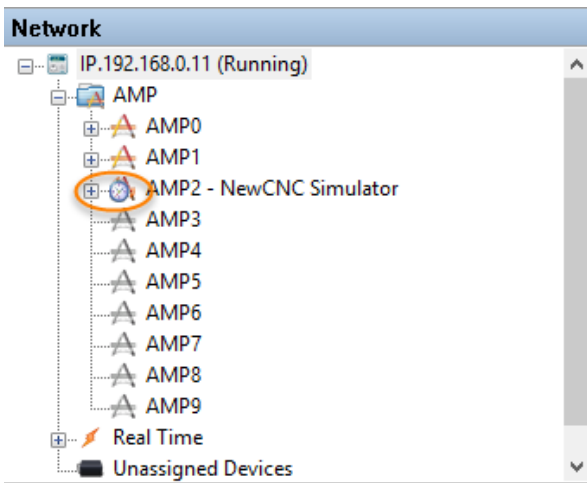 Network
IP.192.168.0.11 (Running)
AMP
AMP0
AMP1
AMP2 - NewCNC Simulator
AMP3
AMP4
AMP5
AMP6
AMP7
AMP8
AMP9
Real Time
Unassigned Devices